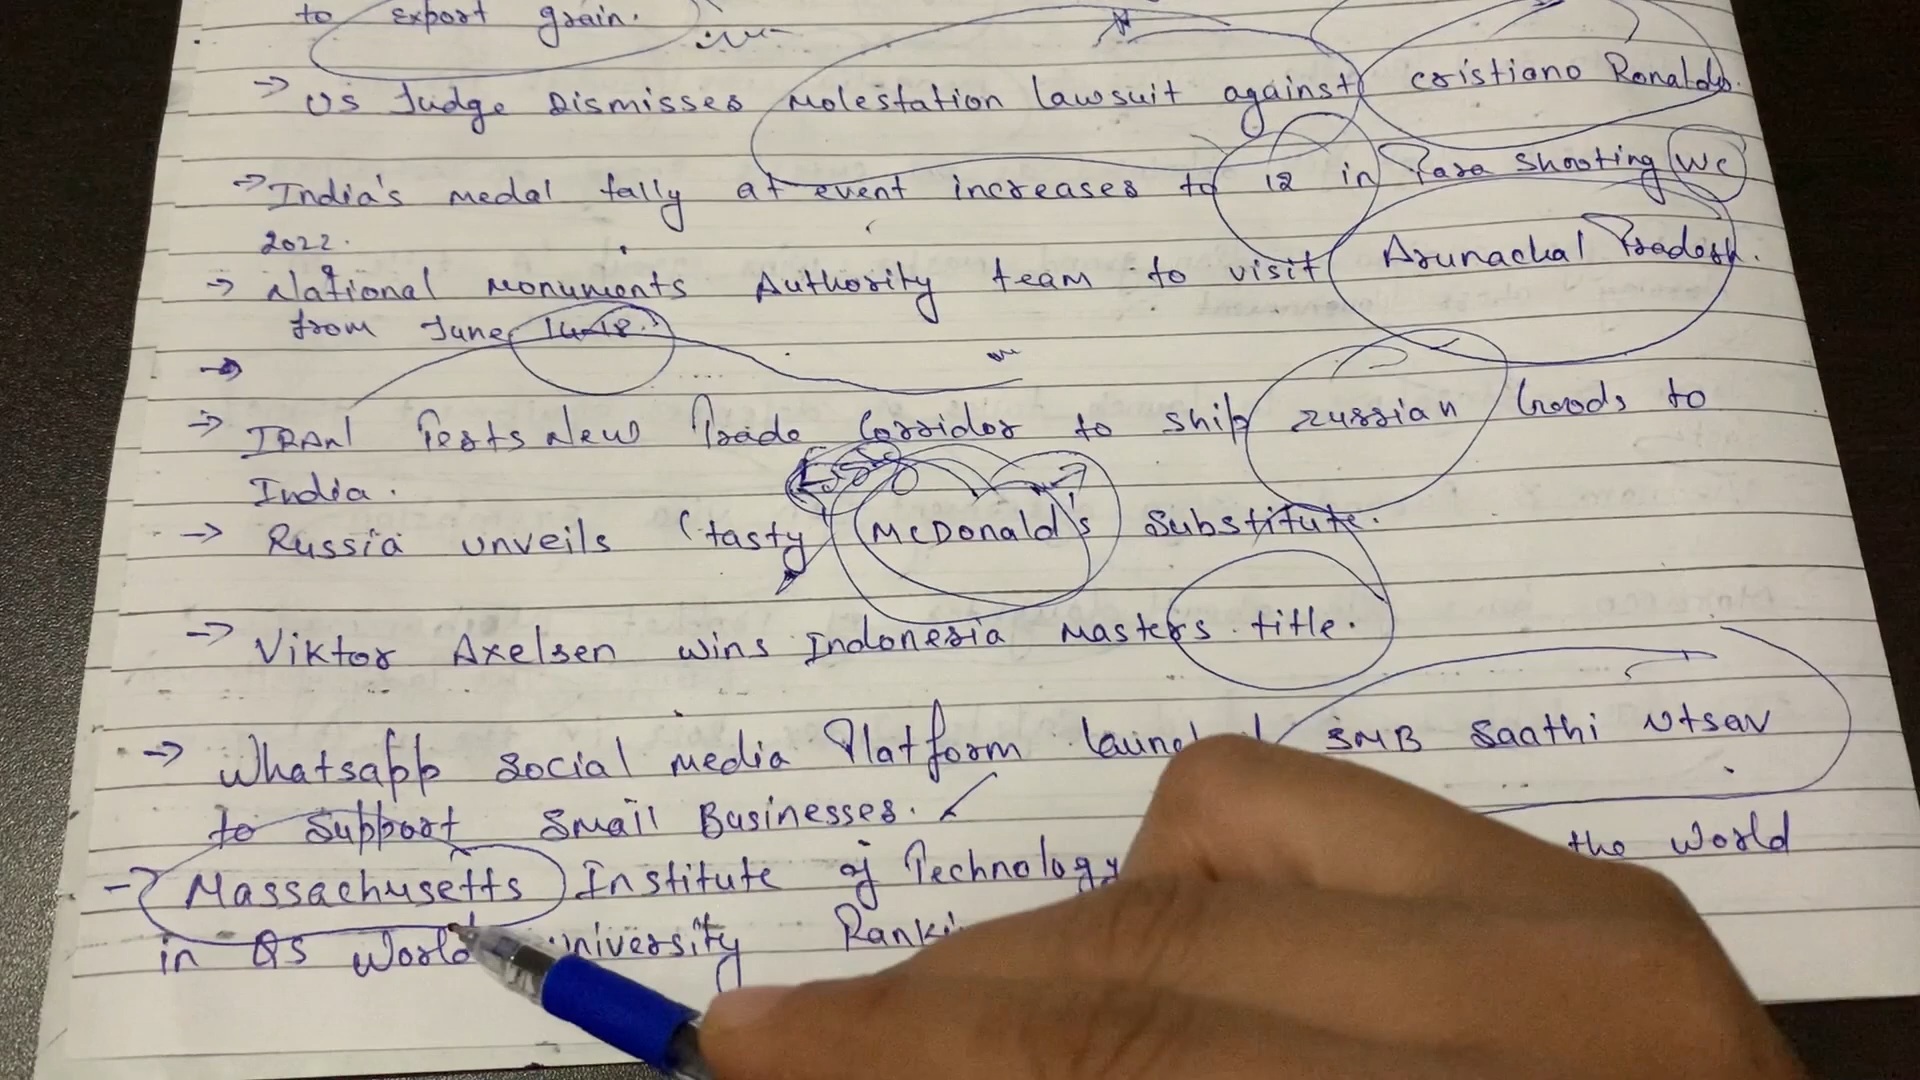 to export grain.
→ US Judge Dismisses Molestation lawsuit against Cristiano Ronaldo.
→ India's medal tally at event increases to 12 in Para Shooting WC
2022.
→ National Monuments Authority team to visit Arunachal Pradesh.
from June 14-18.
→
→ IRAN Tests New Trade Corridor to ship russian Goods to
India.
→ Russia unveils (tasty McDonald's Substitute.
→ Viktor Axelsen wins Indonesia Masters title.
→ Whatsapp social media Platform SMB Saathi Utsav
to Support Small Businesses.
→ Massachusetts Institute of Technology the world
in QS World University